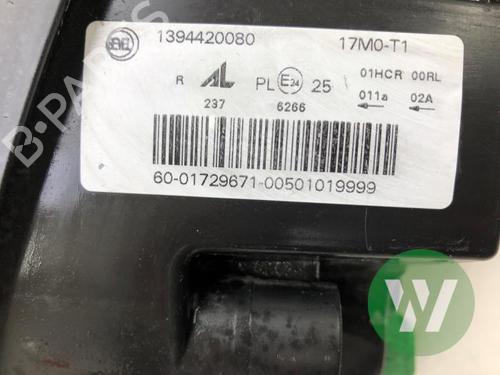 1394420080 17M0-T1
R AL PL E24 25 01HCR 00RL
237 6266 011a 02A
60-01729671-00501019999
B-PARTS
W